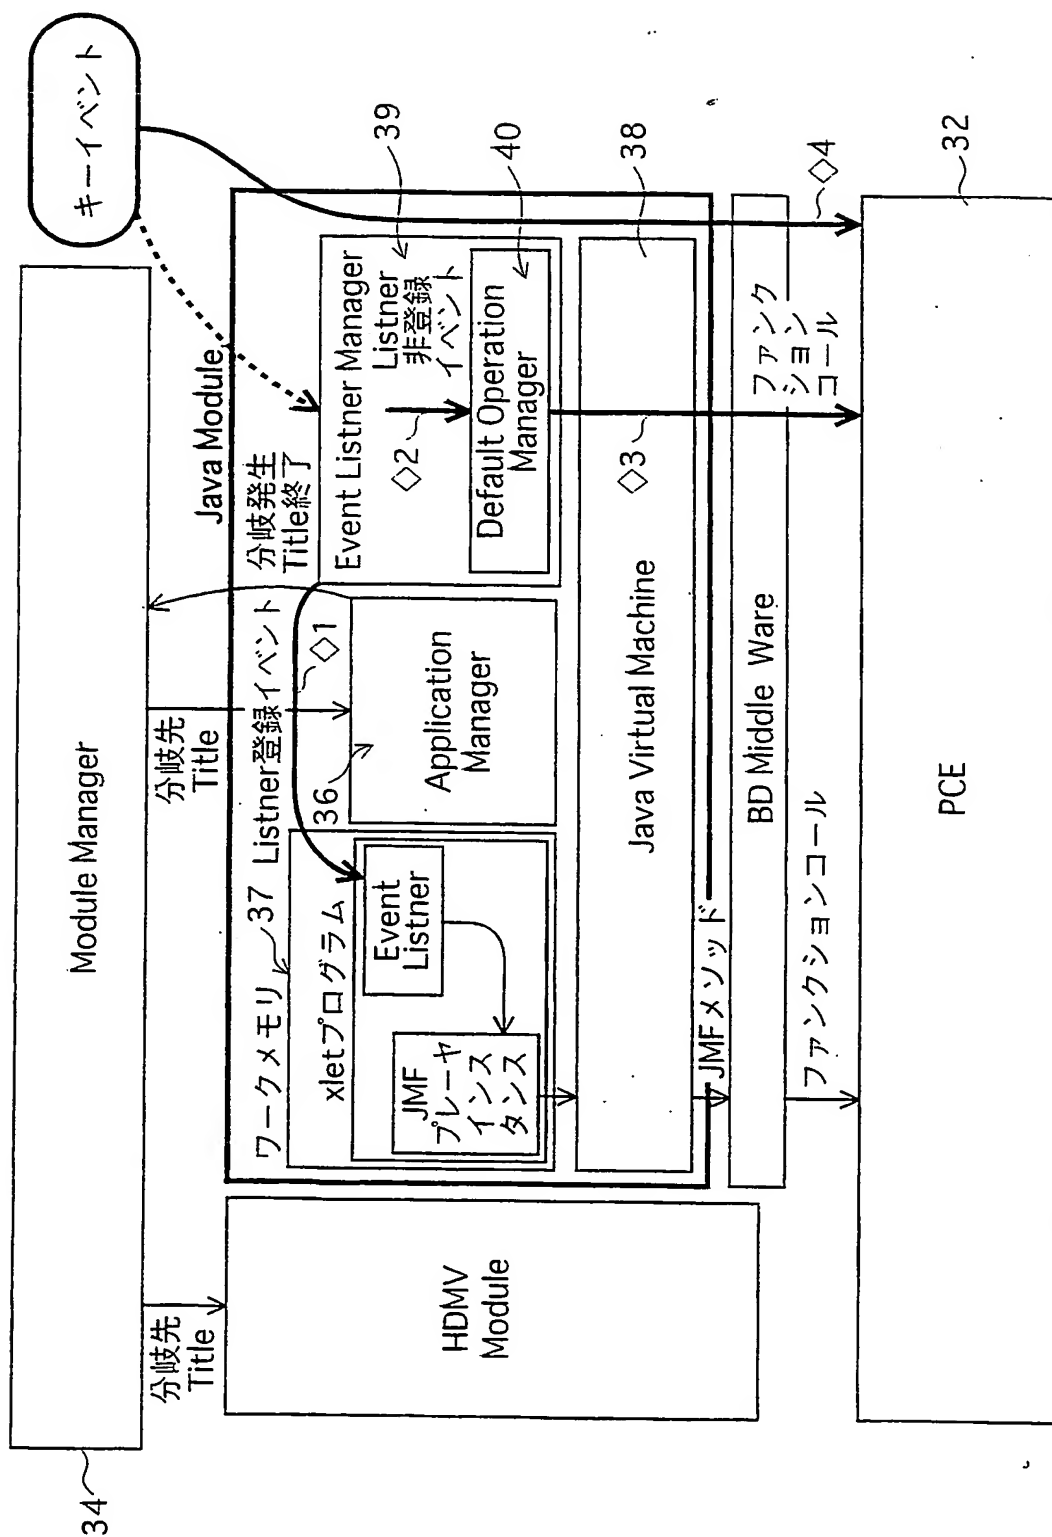 キーイベント
34
Module Manager
分岐先
Title
分岐先
Title
Java Module
分岐発生
Title終了
ワークメモリ
37
Listner登録イベント
◇1
xletプログラム
Event
Listner
JMF
プレーヤ
インス
タンス
36
Application
Manager
Event Listner Manager
Listner
非登録
イベント
39
◇2
Default Operation
Manager
40
◇3
Java Virtual Machine
38
HDMV
Module
JMFメソッド
BD Middle Ware
ファンクションコール
ファンク
ション
コール
◇4
PCE
32